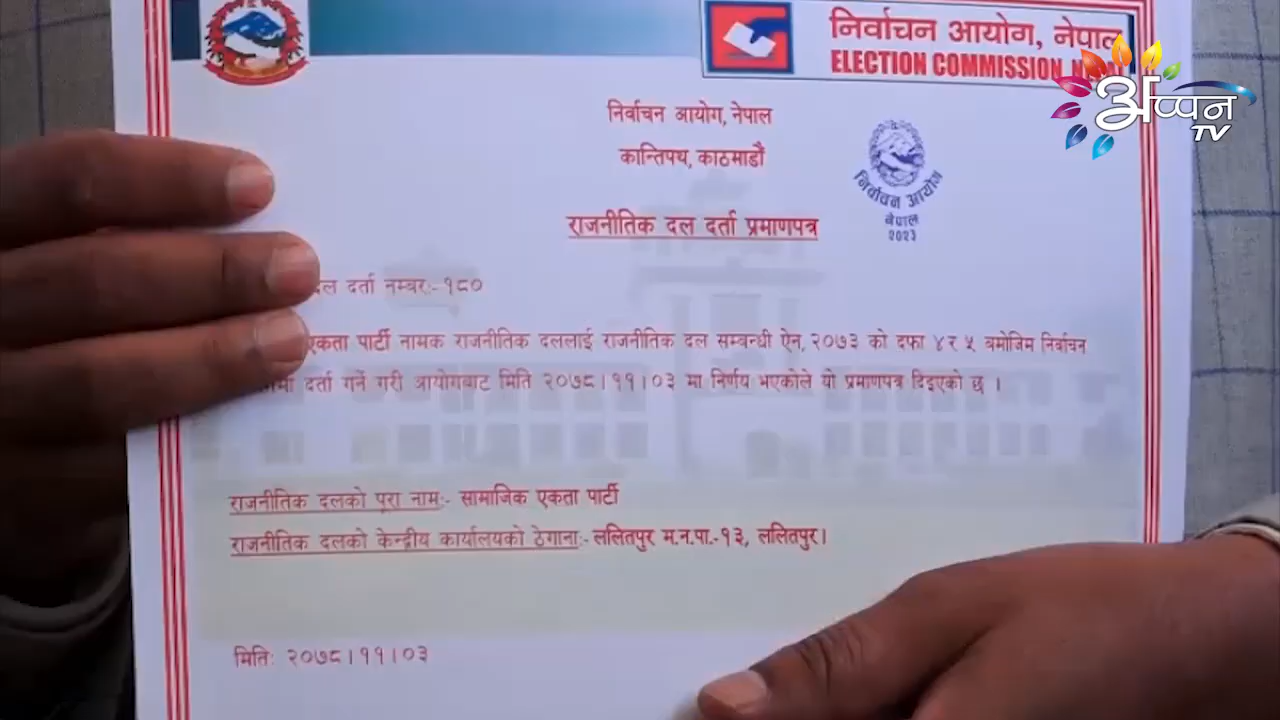 निर्वाचन आयोग, नेपाल
ELECTION COMMISSION
अप्पन
TV
निर्वाचन आयोग, नेपाल
कान्तिपथ, काठमाडौं
निर्वाचन आयोग
नेपाल
२०२३
राजनीतिक दल दर्ता प्रमाणपत्र
दल दर्ता नम्बर:-१८०
एकता पार्टी नामक राजनीतिक दललाई राजनीतिक दल सम्बन्धी ऐन, २०७३ को दफा ४ र ५ बमोजिम निर्वाचन
दर्ता गर्ने गरी आयोगबाट मिति २०७८।११।०३ मा निर्णय भएकोले यो प्रमाणपत्र दिइएको छ ।
राजनीतिक दलको पूरा नाम:- सामाजिक एकता पार्टी
राजनीतिक दलको केन्द्रीय कार्यालयको ठेगाना:- ललितपुर म.न.पा.-१३, ललितपुर।
मिति: २०७८।११।०३